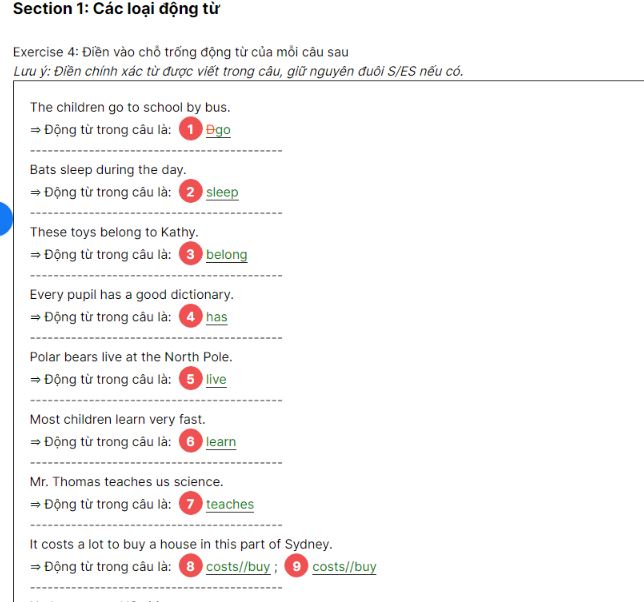 Section 1: Các loại động từ
Exercise 4: Điền vào chỗ trống động từ của mỗi câu sau
Lưu ý: Điền chính xác từ được viết trong câu, giữ nguyên đuôi S/ES nếu có.
The children go to school by bus.
⇒ Động từ trong câu là: 1 Dgo
Bats sleep during the day.
⇒ Động từ trong câu là: 2 sleep
These toys belong to Kathy.
⇒ Động từ trong câu là: 3 belong
Every pupil has a good dictionary.
⇒ Động từ trong câu là: 4 has
Polar bears live at the North Pole.
⇒ Động từ trong câu là: 5 live
Most children learn very fast.
⇒ Động từ trong câu là: 6 learn
Mr. Thomas teaches us science.
⇒ Động từ trong câu là: 7 teaches
It costs a lot to buy a house in this part of Sydney.
⇒ Động từ trong câu là: 8 costs//buy ; 9 costs//buy